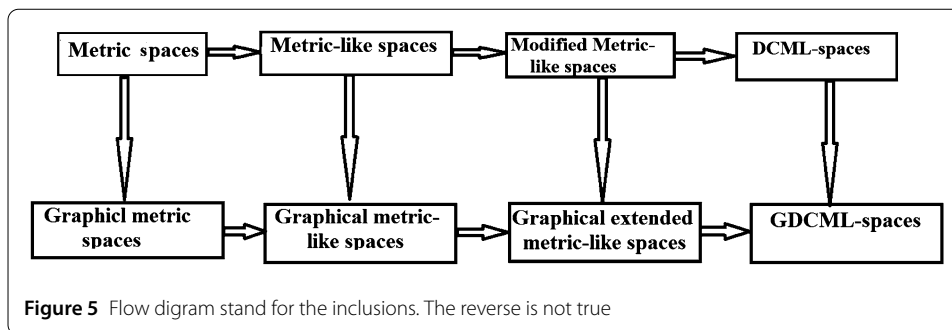 Metric spaces
Metric-like spaces
Modified Metric-
like spaces
DCML-spaces
Graphicl metric
spaces
Graphical metric-
like spaces
Graphical extended
metric-like spaces
GDCML-spaces
Figure 5 Flow digram stand for the inclusions. The reverse is not true